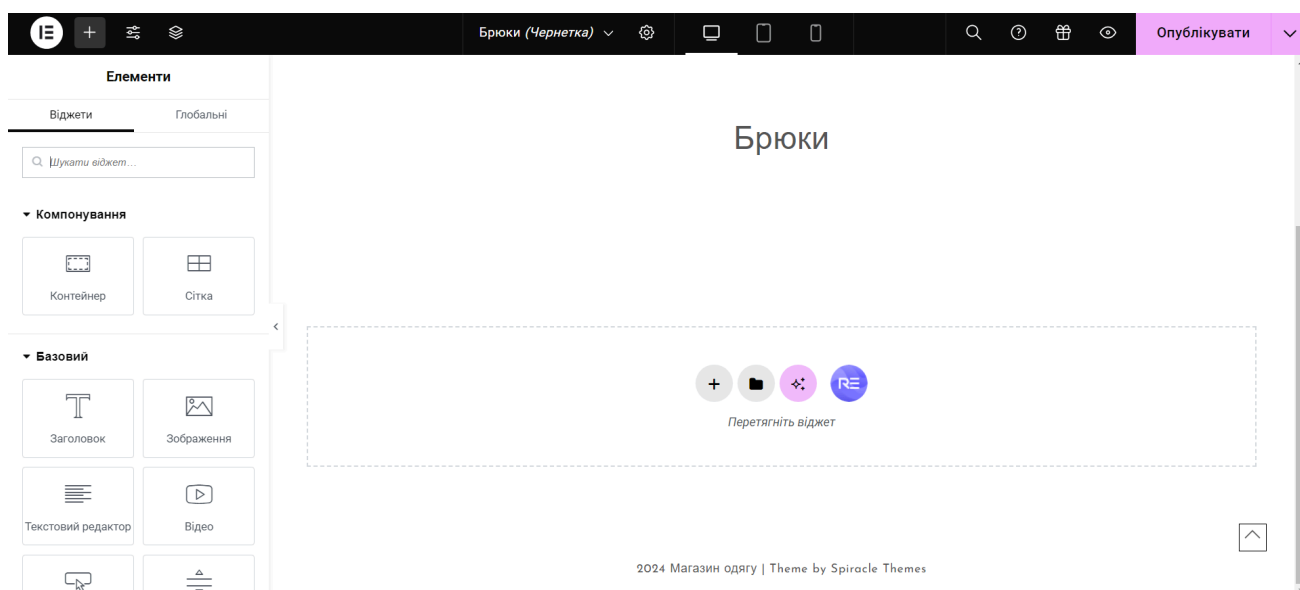 Брюки (Чернетка)
Опублікувати
Елементи
Віджети Глобальні
Шукати віджет...
Компонування
Контейнер Сітка
Базовий
Заголовок Зображення
Текстовий редактор Відео
Брюки
RE
Перетягніть віджет
2024 Магазин одягу | Theme by Spiracle Themes